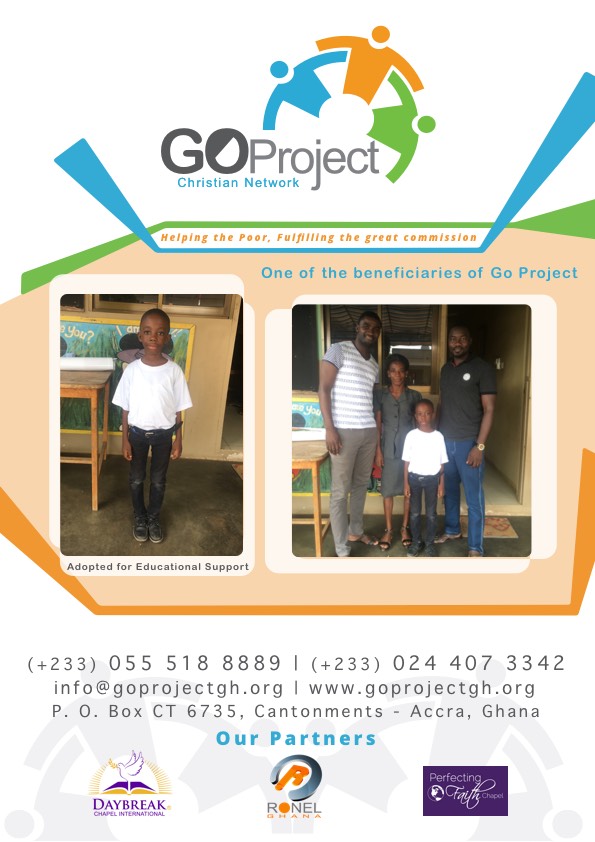 GOProject
Christian Network
Helping the Poor, Fulfilling the great commission
One of the beneficiaries of Go Project
Adopted for Educational Support
(+233) 055 518 8889 | (+233) 024 407 3342
info@goprojectgh.org | www.goprojectgh.org
P. O. Box CT 6735, Cantonments - Accra, Ghana
Our Partners
DAYBREAK®
CHAPEL INTERNATIONAL
RONEL
GHANA
Perfecting
Faith Chapel